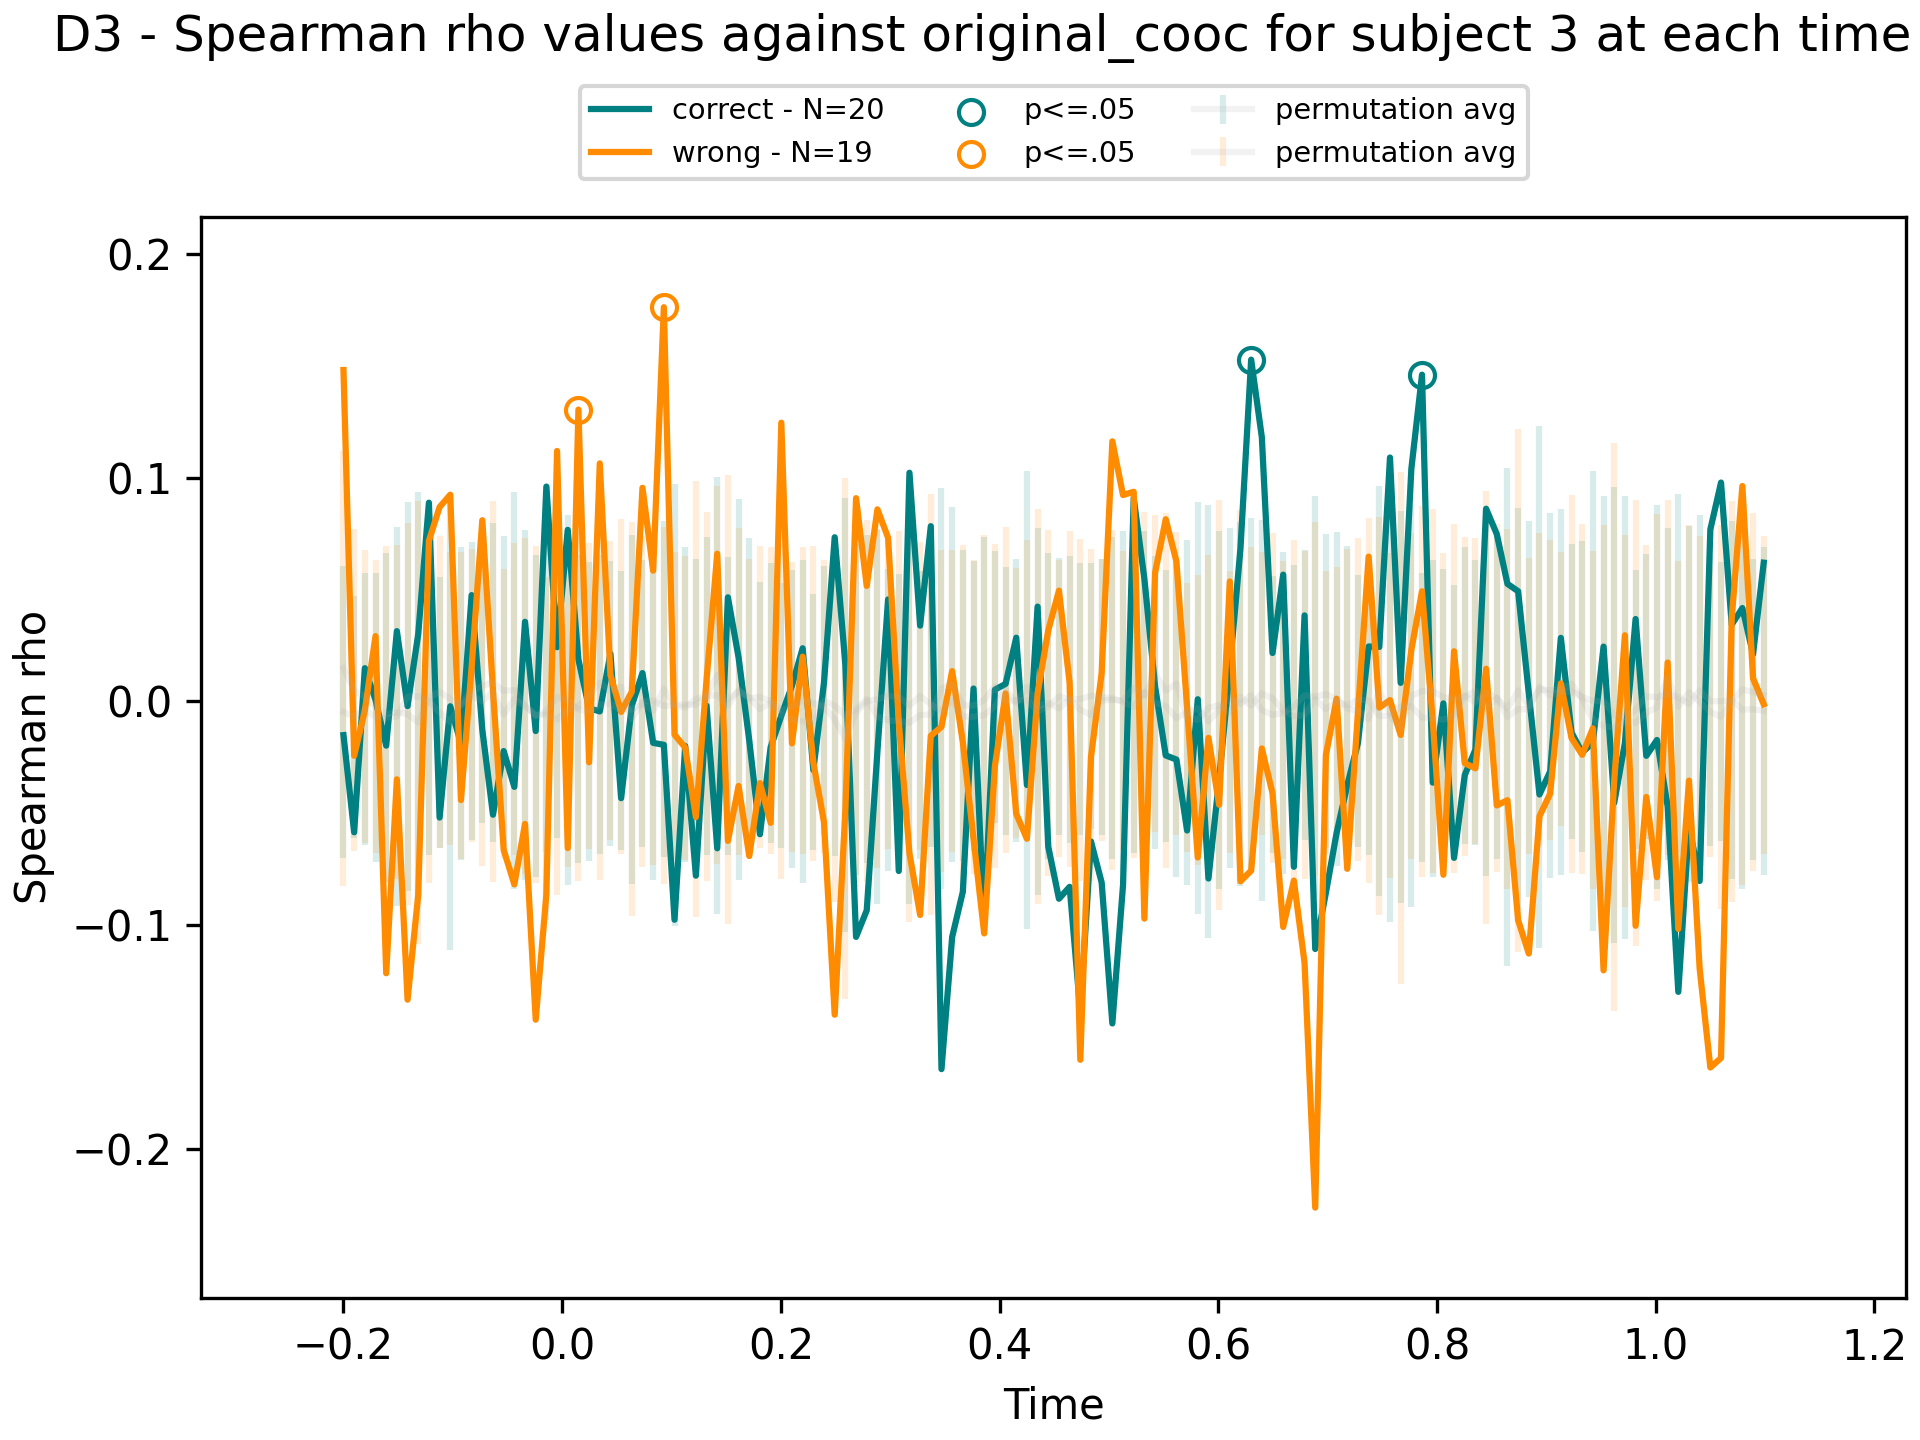 D3 - Spearman rho values against original_cooc for subject 3 at each time
correct - N=20 p<=.05 permutation avg
wrong - N=19 p<=.05 permutation avg
0.2
0.1
0.0
−0.1
−0.2
Spearman rho
−0.2 0.0 0.2 0.4 0.6 0.8 1.0 1.2
Time